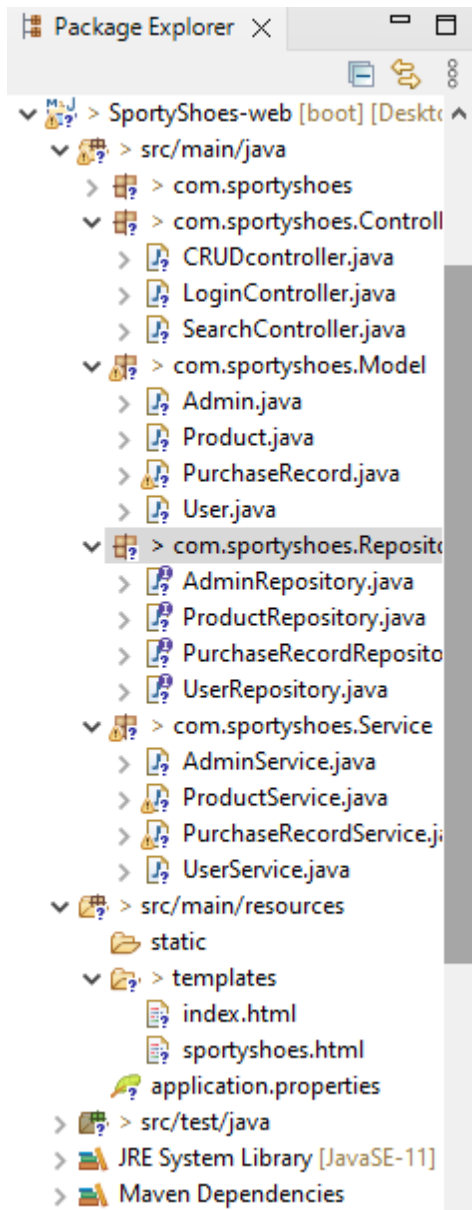 Package Explorer
> SportyShoes-web [boot] [Deskto
> src/main/java
> com.sportyshoes
> com.sportyshoes.Controll
CRUDcontroller.java
LoginController.java
SearchController.java
> com.sportyshoes.Model
Admin.java
Product.java
PurchaseRecord.java
User.java
> com.sportyshoes.Reposito
AdminRepository.java
ProductRepository.java
PurchaseRecordReposito
UserRepository.java
> com.sportyshoes.Service
AdminService.java
ProductService.java
PurchaseRecordService.ja
UserService.java
> src/main/resources
static
> templates
index.html
sportyshoes.html
application.properties
> src/test/java
JRE System Library [JavaSE-11]
Maven Dependencies